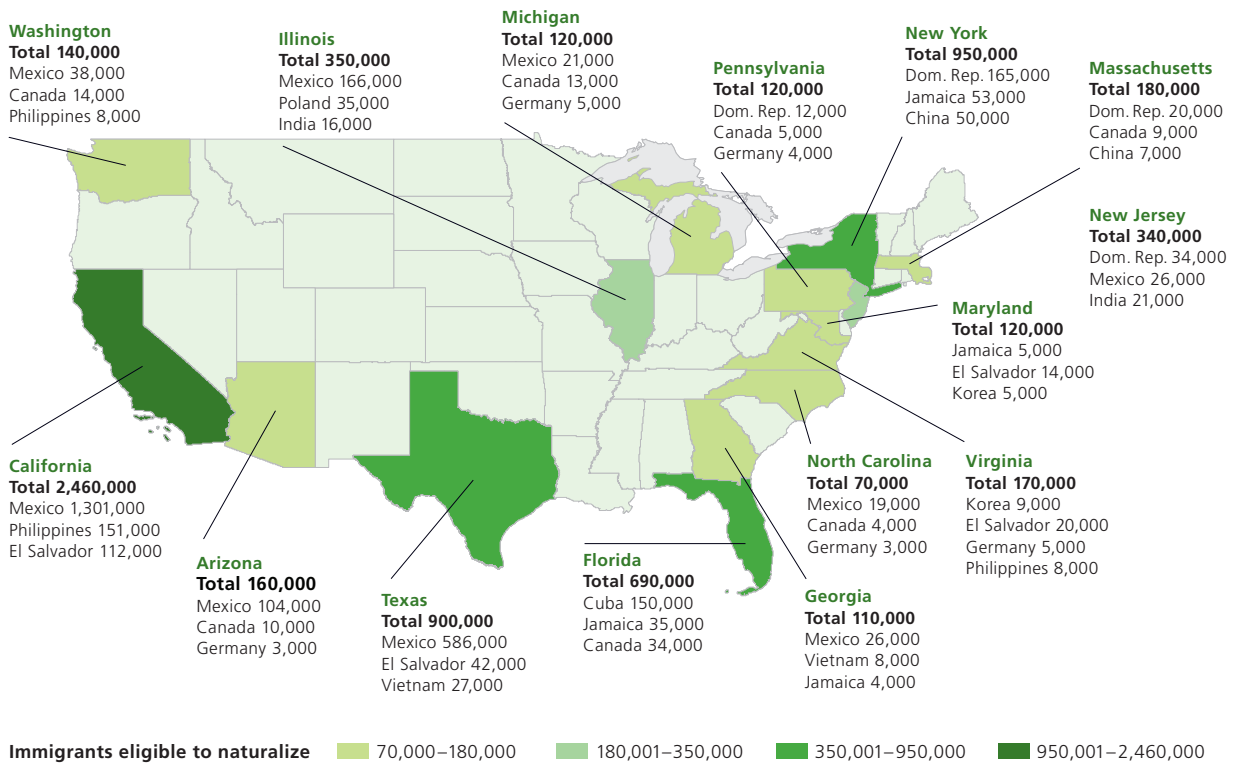 Washington
Total 140,000
Mexico 38,000
Canada 14,000
Philippines 8,000
Illinois
Total 350,000
Mexico 166,000
Poland 35,000
India 16,000
Michigan
Total 120,000
Mexico 21,000
Canada 13,000
Germany 5,000
Pennsylvania
Total 120,000
Dom. Rep. 12,000
Canada 5,000
Germany 4,000
New York
Total 950,000
Dom. Rep. 165,000
Jamaica 53,000
China 50,000
Massachusetts
Total 180,000
Dom. Rep. 20,000
Canada 9,000
China 7,000
New Jersey
Total 340,000
Dom. Rep. 34,000
Mexico 26,000
India 21,000
Maryland
Total 120,000
Jamaica 5,000
El Salvador 14,000
Korea 5,000
California
Total 2,460,000
Mexico 1,301,000
Philippines 151,000
El Salvador 112,000
Arizona
Total 160,000
Mexico 104,000
Canada 10,000
Germany 3,000
Texas
Total 900,000
Mexico 586,000
El Salvador 42,000
Vietnam 27,000
Florida
Total 690,000
Cuba 150,000
Jamaica 35,000
Canada 34,000
Georgia
Total 110,000
Mexico 26,000
Vietnam 8,000
Jamaica 4,000
North Carolina
Total 70,000
Mexico 19,000
Canada 4,000
Germany 3,000
Virginia
Total 170,000
Korea 9,000
El Salvador 20,000
Germany 5,000
Philippines 8,000
Immigrants eligible to naturalize 70,000–180,000 180,001–350,000 350,001–950,000 950,001–2,460,000